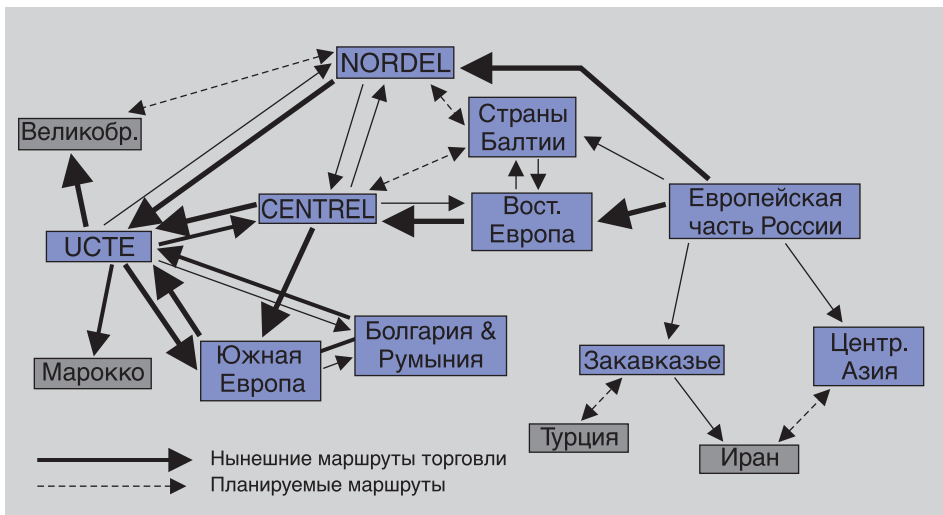 NORDEL
Страны
Балтии
Великобр.
Европейская
часть России
CENTREL
Вост.
Европа
UCTE
Болгария &
Румыния
Южная
Европа
Марокко
Закавказье
Центр.
Азия
Турция
Иран
Нынешние маршруты торговли
Планируемые маршруты